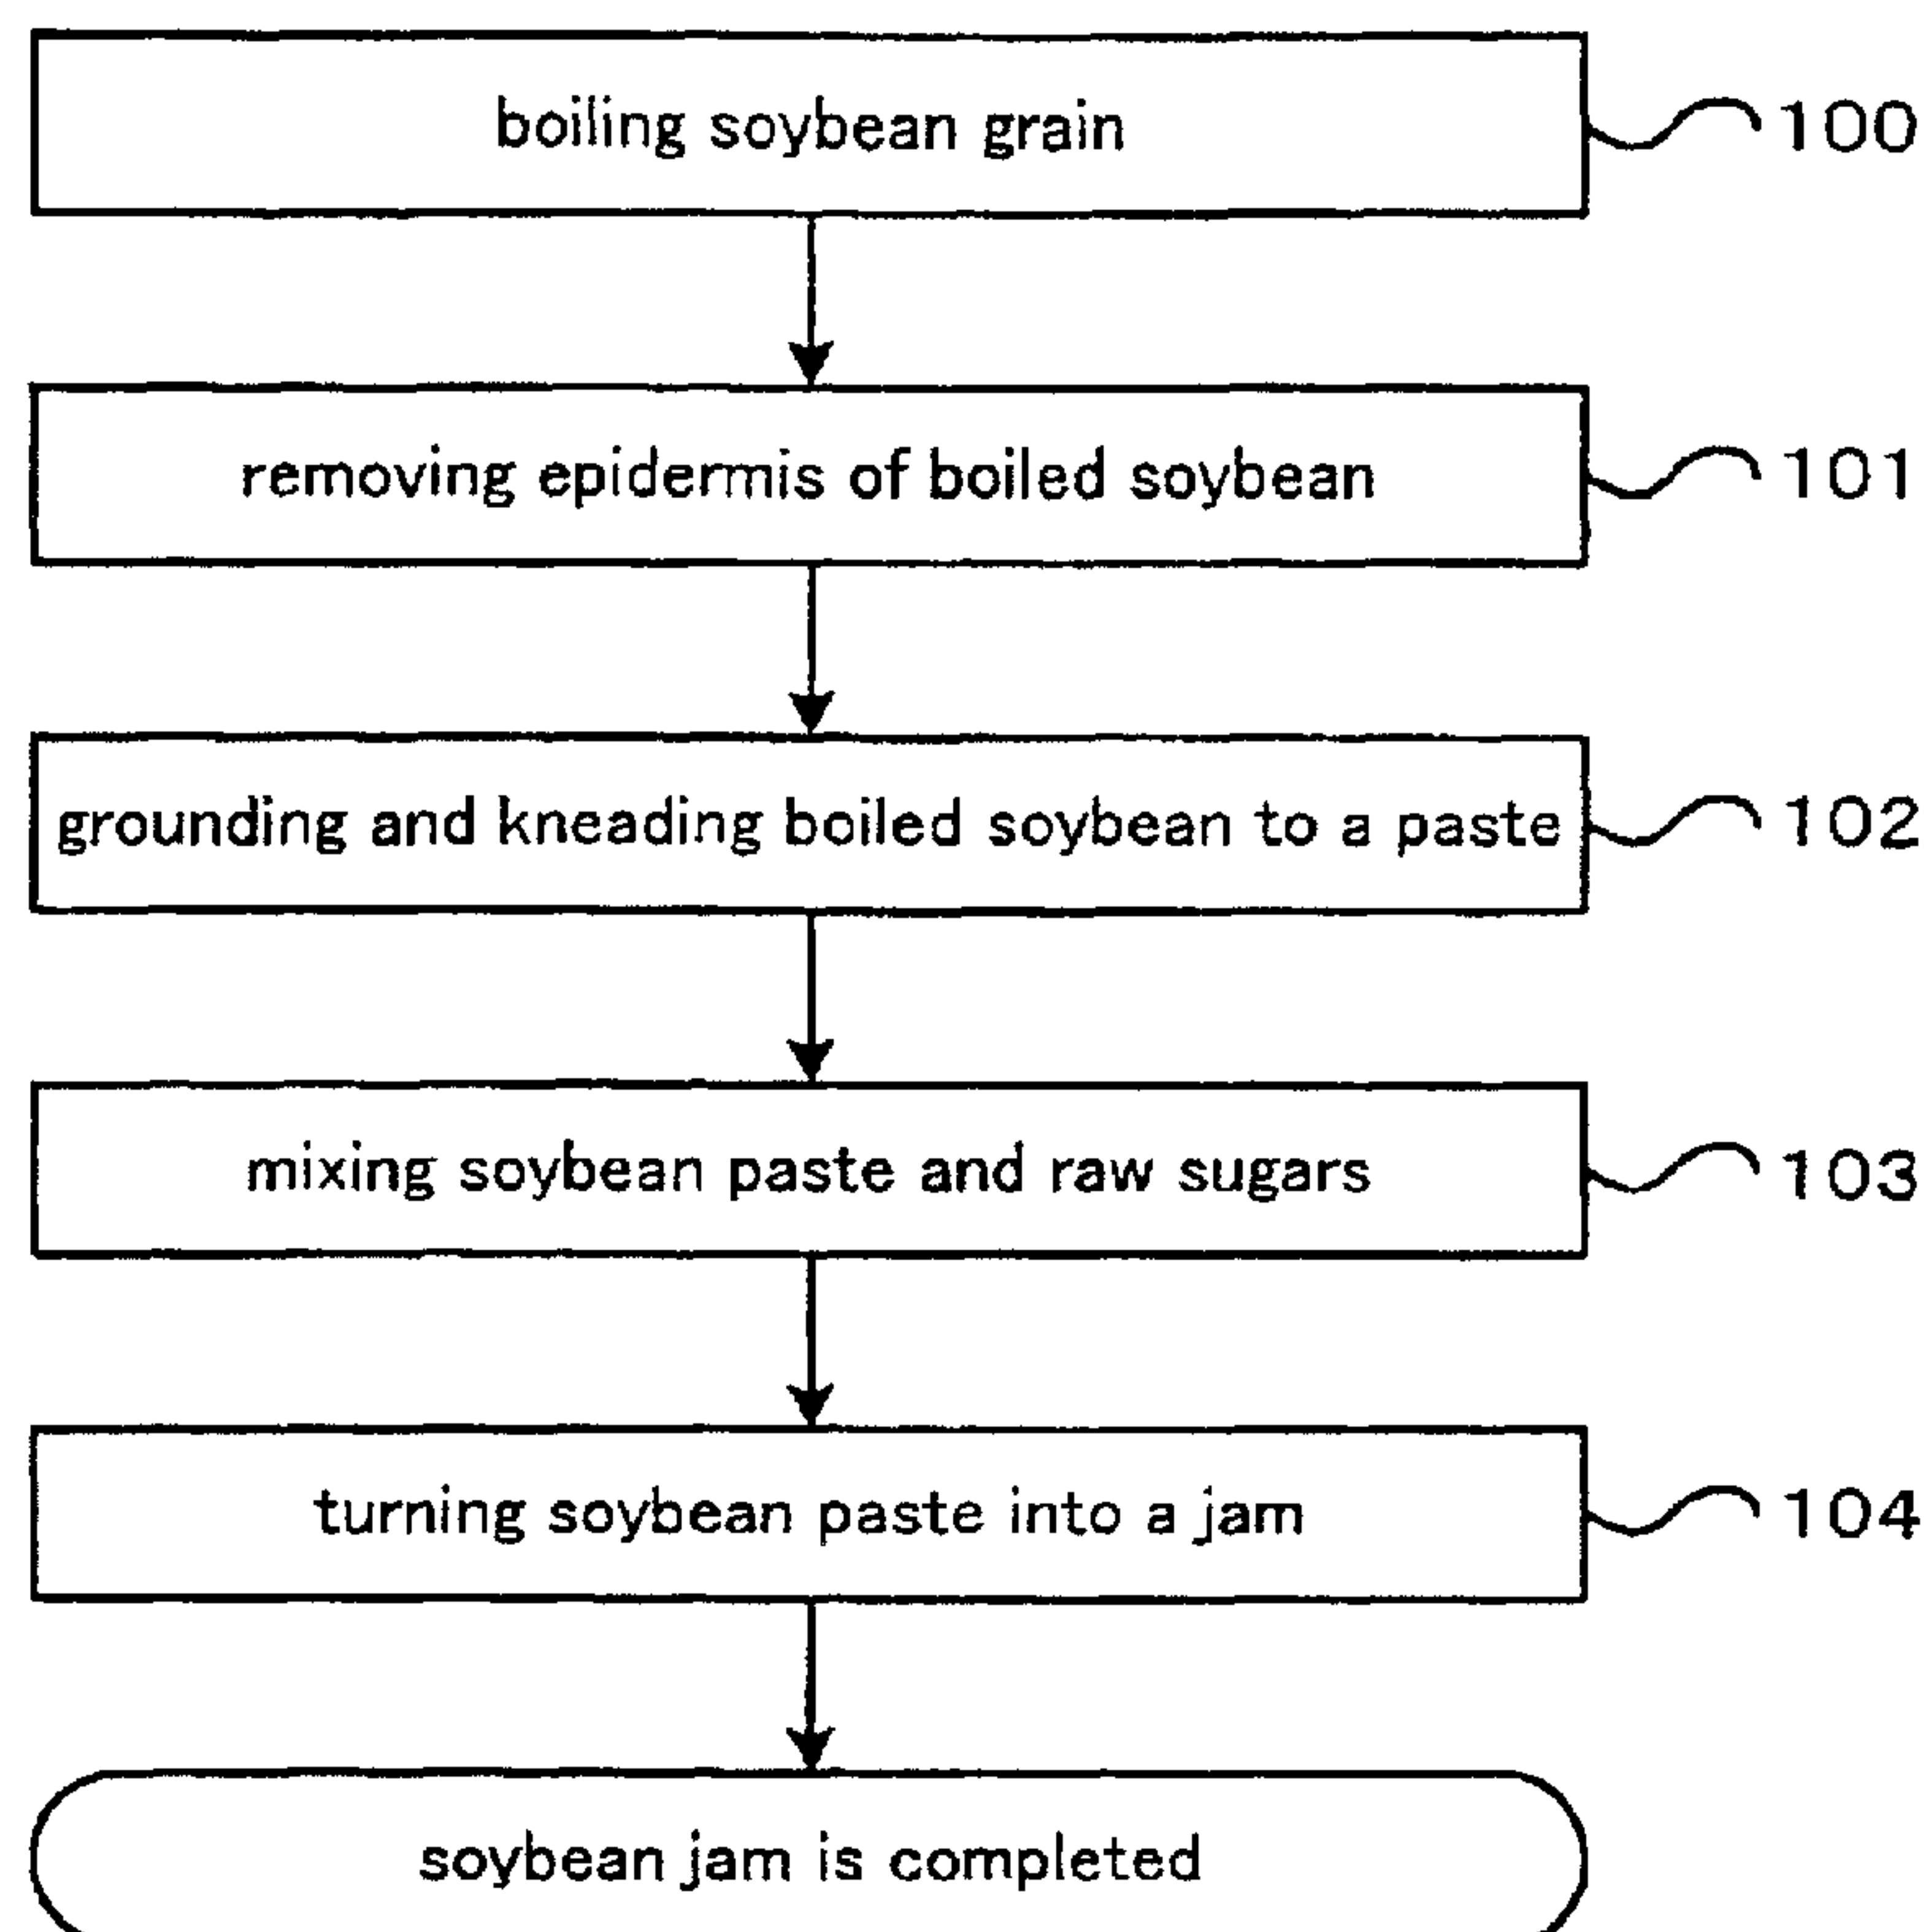 boiling soybean grain 100
removing epidermis of boiled soybean 101
grounding and kneading boiled soybean to a paste 102
mixing soybean paste and raw sugars 103
turning soybean paste into a jam 104
soybean jam is completed